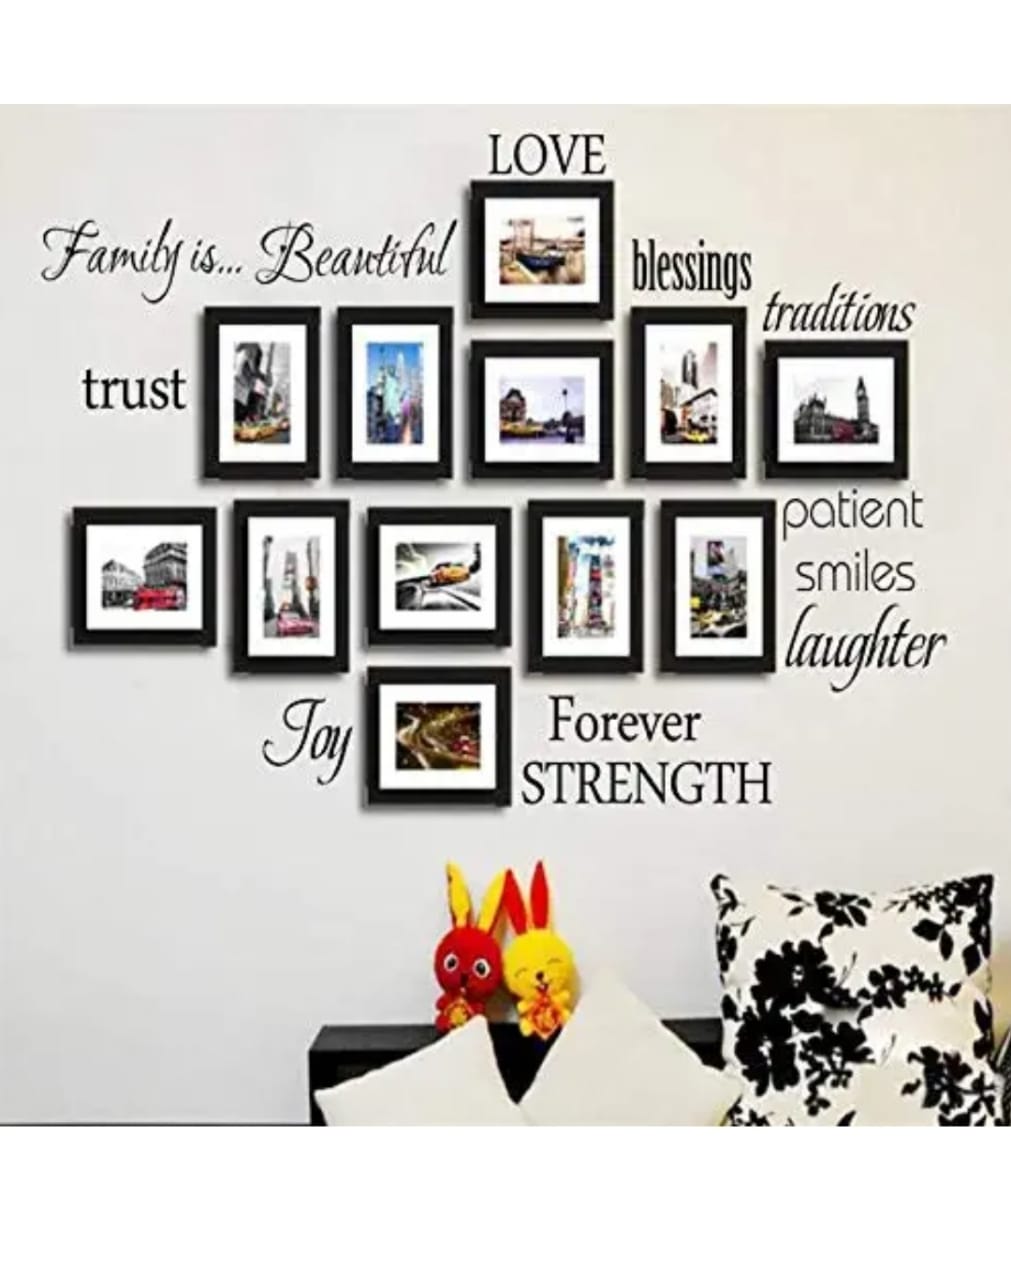 LOVE
Family is... Beautiful
blessings
traditions
trust
patient
smiles
laughter
Joy
Forever
STRENGTH